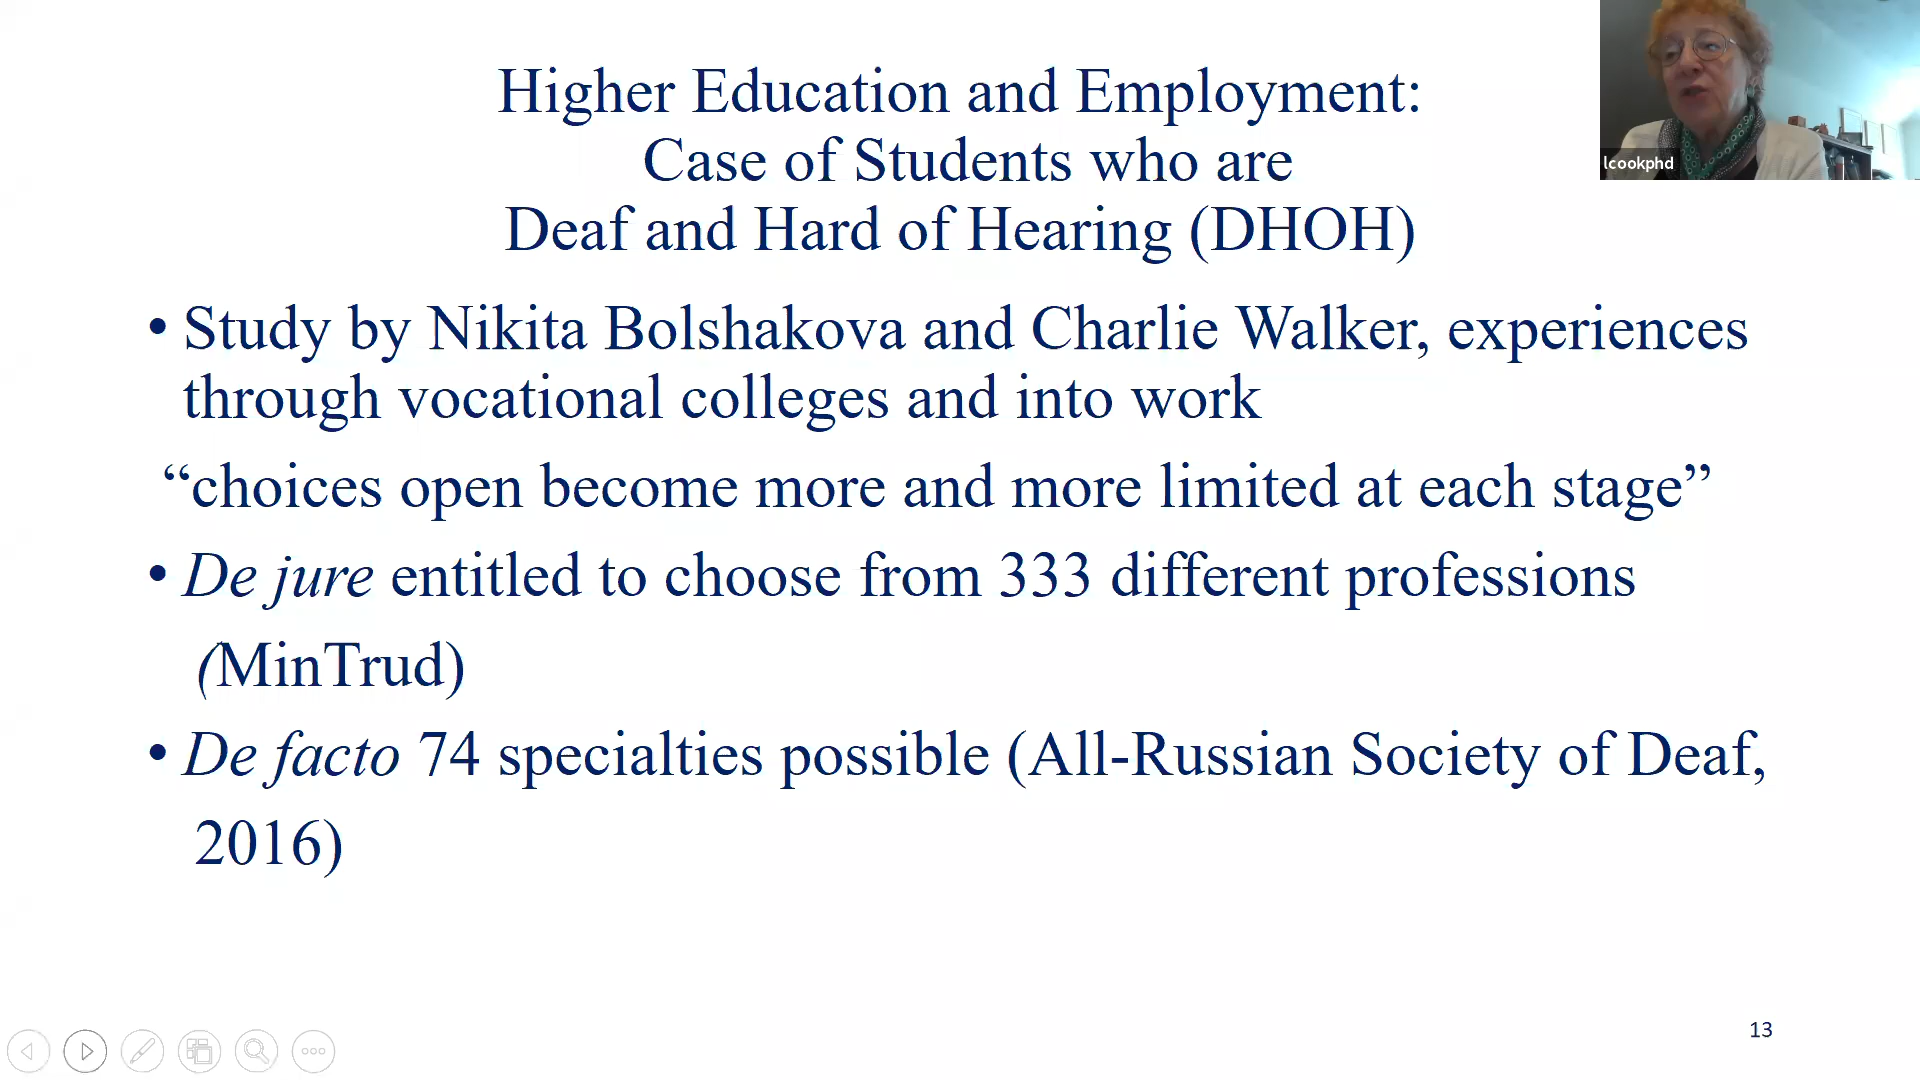 Higher Education and Employment:
Case of Students who are
Deaf and Hard of Hearing (DHOH)
lcookphd
• Study by Nikita Bolshakova and Charlie Walker, experiences
through vocational colleges and into work
“choices open become more and more limited at each stage”
• De jure entitled to choose from 333 different professions
(MinTrud)
• De facto 74 specialties possible (All-Russian Society of Deaf,
2016)
13